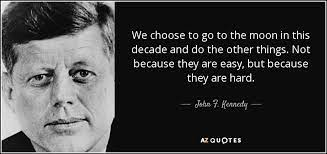 We choose to go to the moon in this
decade and do the other things. Not
because they are easy, but because
they are hard.
John F. Kennedy
AZ QUOTES